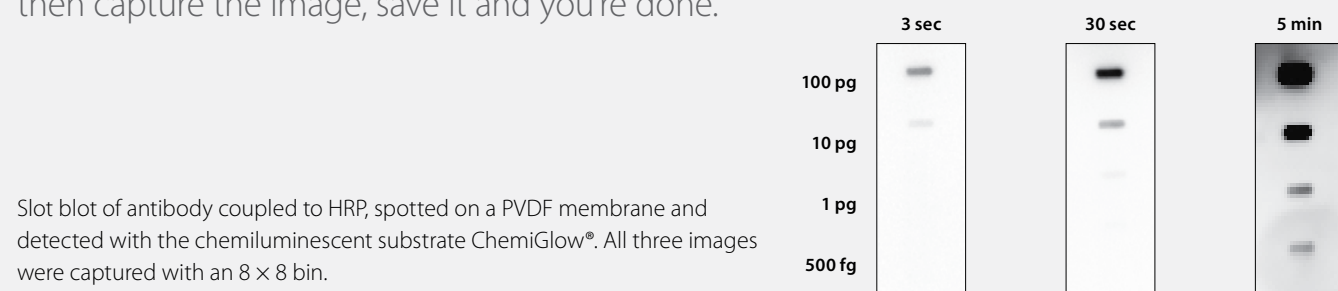 then capture the image, save it and you're done.
3 sec
30 sec
5 min
100 pg
10 pg
1 pg
500 fg
Slot blot of antibody coupled to HRP, spotted on a PVDF membrane and
detected with the chemiluminescent substrate ChemiGlow®. All three images
were captured with an 8 × 8 bin.